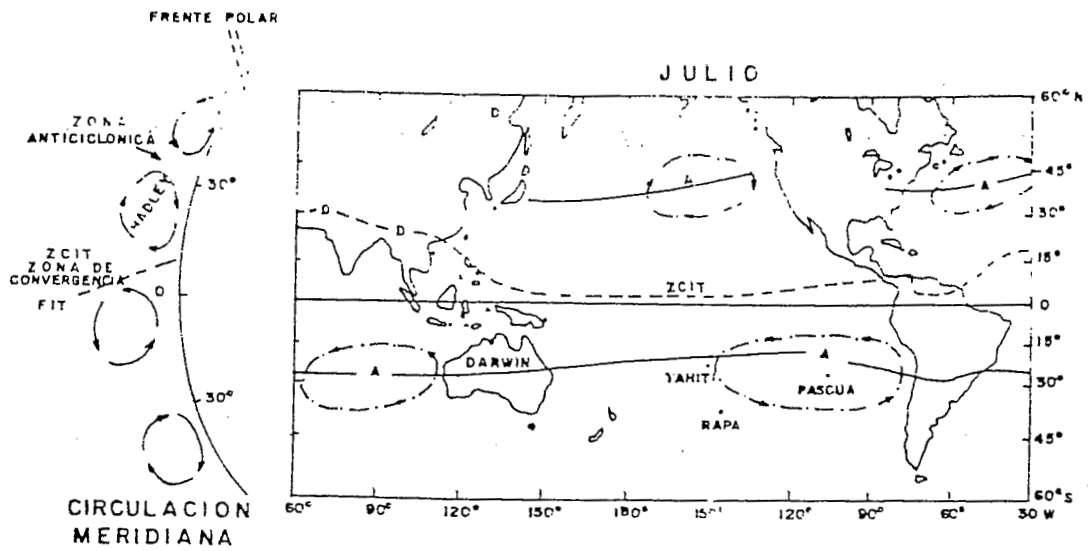 FRENTE POLAR
JULIO
ZONA
ANTICICLONICA
30°
HADLEY
ZCIT
ZONA DE
CONVERGENCIA
FIT
0
30°
CIRCULACION
MERIDIANA
60° N
D
D
A
A
45°
30°
D
D
15°
ZCIT
0
15°
A
DARWIN
A
TAHITI
PASCUA
30°
RAPA
45°
60° S
60° 90° 120° 150° 180° 150° 120° 90° 60° 30 W